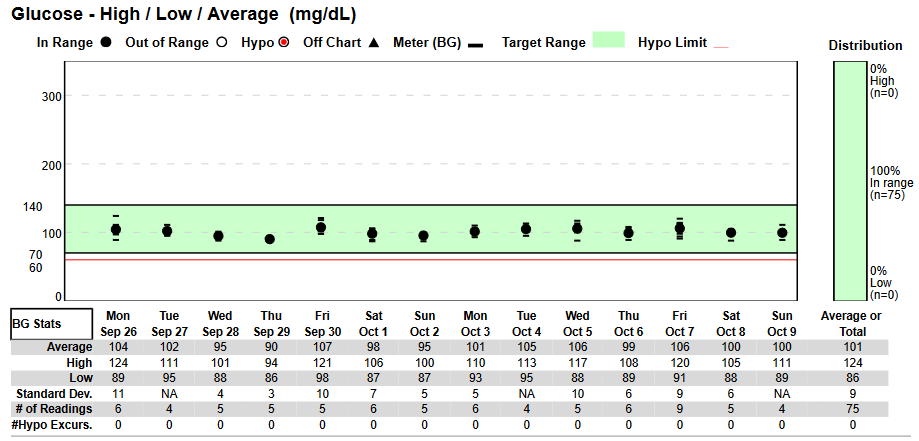 Glucose - High / Low / Average (mg/dL)
In Range Out of Range Hypo Off Chart Meter (BG) Target Range Hypo Limit
Distribution
300
200
140
100
70
60
0
0%
High
(n=0)
100%
In range
(n=75)
0%
Low
(n=0)
BG Stats Mon Tue Wed Thu Fri Sat Sun Mon Tue Wed Thu Fri Sat Sun Average or
Sep 26 Sep 27 Sep 28 Sep 29 Sep 30 Oct 1 Oct 2 Oct 3 Oct 4 Oct 5 Oct 6 Oct 7 Oct 8 Oct 9 Total
Average 104 102 95 90 107 98 95 101 105 106 99 106 100 100 101
High 124 111 101 94 121 106 100 110 113 117 108 120 105 111 124
Low 89 95 88 86 98 87 87 93 95 88 89 91 88 89 86
Standard Dev. 11 NA 4 3 10 7 5 5 NA 10 6 9 6 NA 9
# of Readings 6 4 5 5 5 6 5 6 4 5 6 9 5 4 75
#Hypo Excurs. 0 0 0 0 0 0 0 0 0 0 0 0 0 0 0